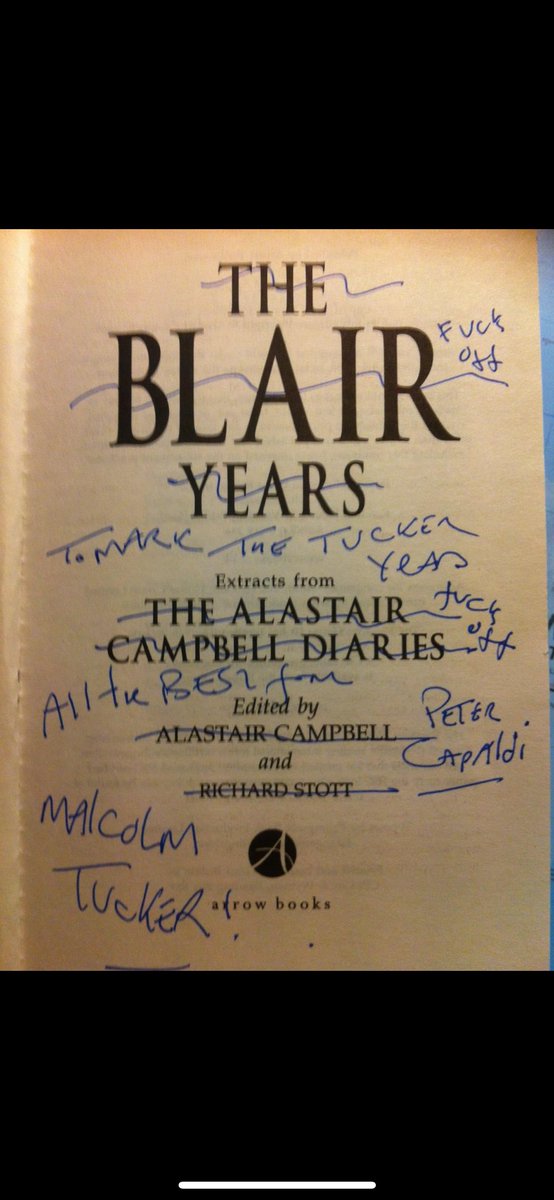 THE
BLAIR
FUCK
Off
YEARS
TO MARK THE TUCKER
YEARS
Extracts from
THE ALASTAIR
fuck
off
CAMPBELL DIARIES
All the BEST from
Edited by
PETER
CAPALDI
ALASTAIR CAMPBELL
and
RICHARD STOTT
MALCOLM
TUCKER!
A
arrow books